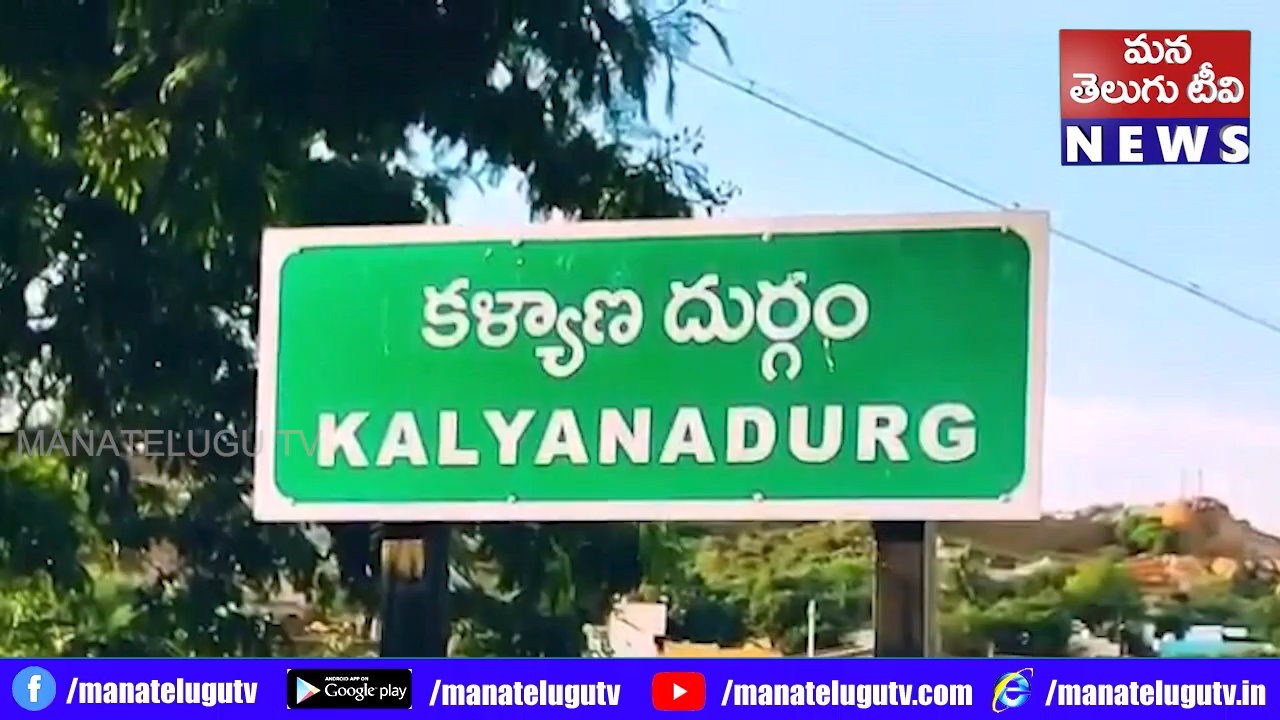 మన
తెలుగు టీవి
NEWS
కళ్యాణ దుర్గం
KALYANADURG
MANATELUGU TV
f /manatelugutv ANDROID APP ON Google play /manatelugutv /manatelugutv.com /manatelugutv.in